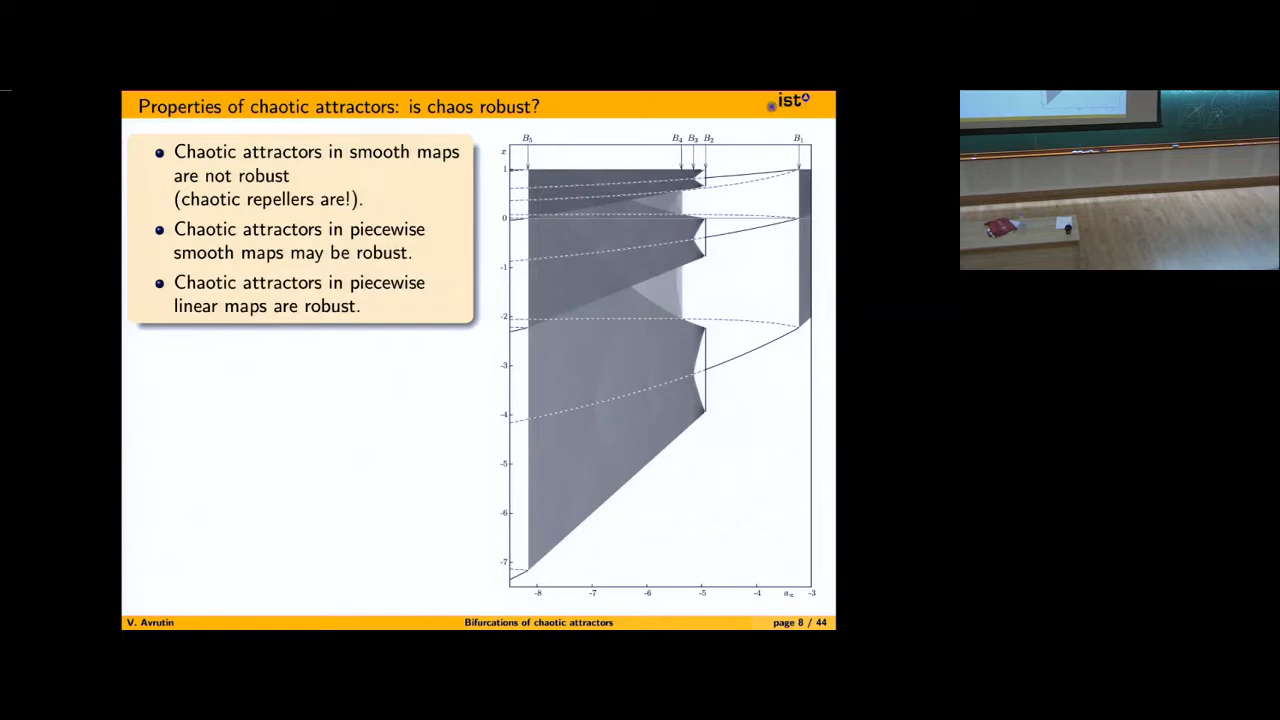 Properties of chaotic attractors: is chaos robust?
ist
Chaotic attractors in smooth maps
are not robust
(chaotic repellers are!).
Chaotic attractors in piecewise
smooth maps may be robust.
Chaotic attractors in piecewise
linear maps are robust.
B5 B4 B3 B2 B1
x
1
0
-1
-2
-3
-4
-5
-6
-7
-8 -7 -6 -5 -4 -3
V. Avrutin Bifurcations of chaotic attractors page 8 / 44